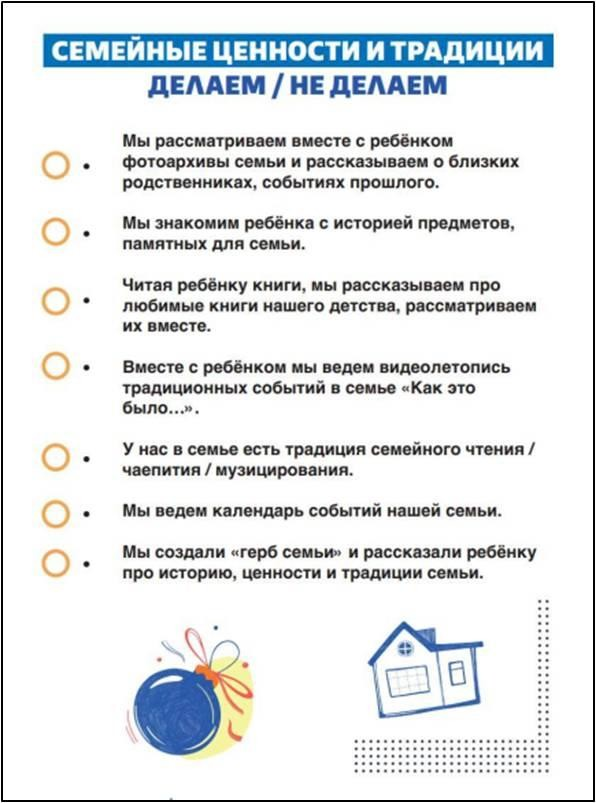 СЕМЕЙНЫЕ ЦЕННОСТИ И ТРАДИЦИИ
ДЕЛАЕМ / НЕ ДЕЛАЕМ
• Мы рассматриваем вместе с ребёнком
фотоархивы семьи и рассказываем о близких
родственниках, событиях прошлого.
• Мы знакомим ребёнка с историей предметов,
памятных для семьи.
• Читая ребёнку книги, мы рассказываем про
любимые книги нашего детства, рассматриваем
их вместе.
• Вместе с ребёнком мы ведем видеолетопись
традиционных событий в семье «Как это
было...».
• У нас в семье есть традиция семейного чтения /
чаепития / музицирования.
• Мы ведем календарь событий нашей семьи.
• Мы создали «герб семьи» и рассказали ребёнку
про историю, ценности и традиции семьи.